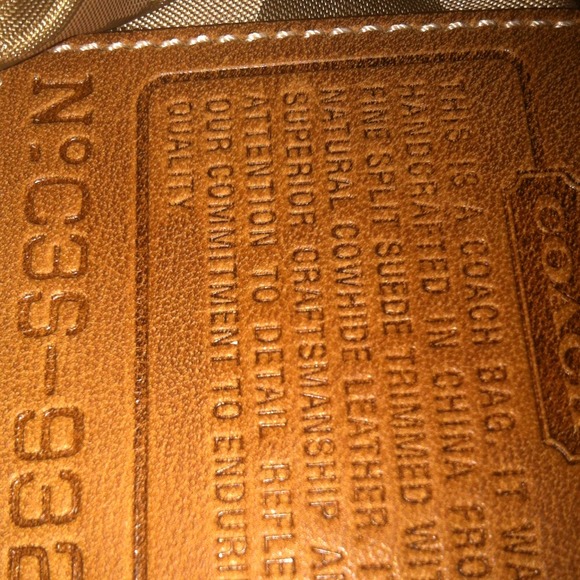 COACH
THIS IS A COACH BAG. IT WA
HANDCRAFTED IN CHINA FRO
FINE SPLIT SUEDE TRIMMED WI
NATURAL COWHIDE LEATHER.
SUPERIOR CRAFTSMANSHIP A
ATTENTION TO DETAIL REFLE
OUR COMMITMENT TO ENDURI
QUALITY
Nº C3S-932